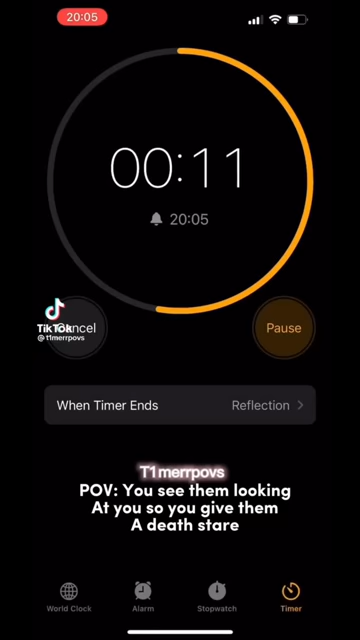 20:05
00:11
20:05
TikTok
@ t1merrpovs
Cancel
Pause
When Timer Ends
Reflection
T1merrpovs
POV: You see them looking
At you so you give them
A death stare
World Clock
Alarm
Stopwatch
Timer